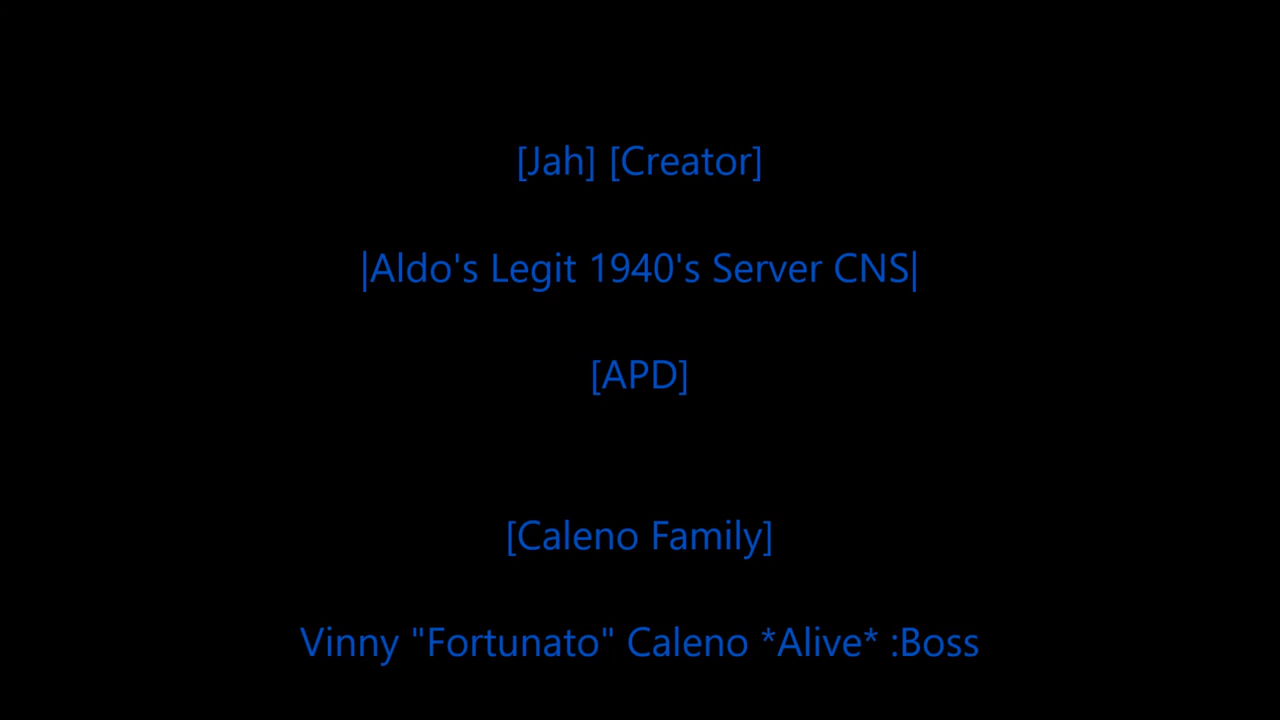 [Jah] [Creator]
|Aldo's Legit 1940's Server CNS|
[APD]
[Caleno Family]
Vinny "Fortunato" Caleno *Alive* :Boss